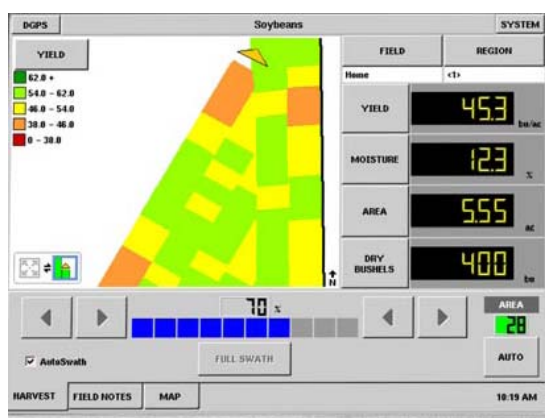 DGPS
Soybeans
SYSTEM
YIELD
62.0 +
54.0 - 62.0
46.0 - 54.0
38.0 - 46.0
0 - 38.0
FIELD
REGION
Home
<1>
YIELD
45.3
bu/ac
MOISTURE
12.3
%
AREA
5.55
ac
DRY
BUSHELS
400
bu
N
70 %
AREA
28
AutoSwath
FULL SWATH
AUTO
HARVEST
FIELD NOTES
MAP
10:19 AM